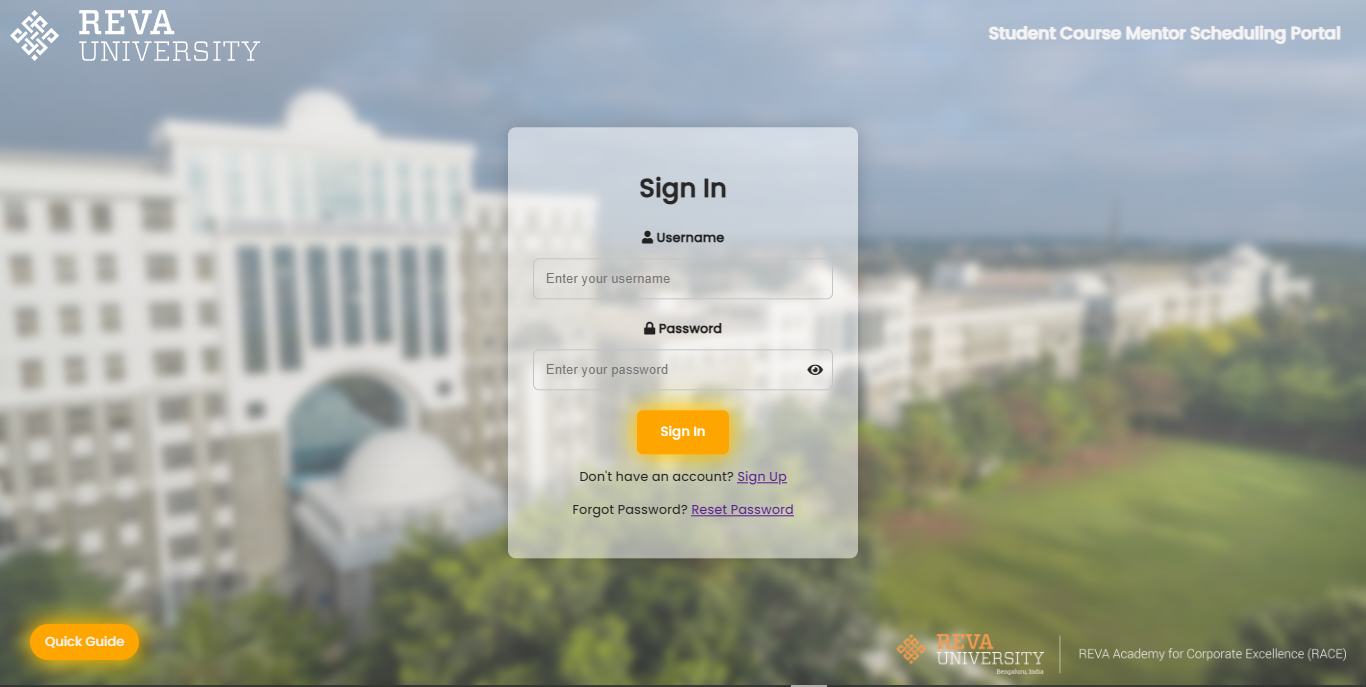 REVA
UNIVERSITY
Student Course Mentor Scheduling Portal
Sign In
Username
Enter your username
Password
Enter your password
Sign In
Don't have an account? Sign Up
Forgot Password? Reset Password
Quick Guide
REVA
UNIVERSITY
Bengaluru, India
REVA Academy for Corporate Excellence (RACE)